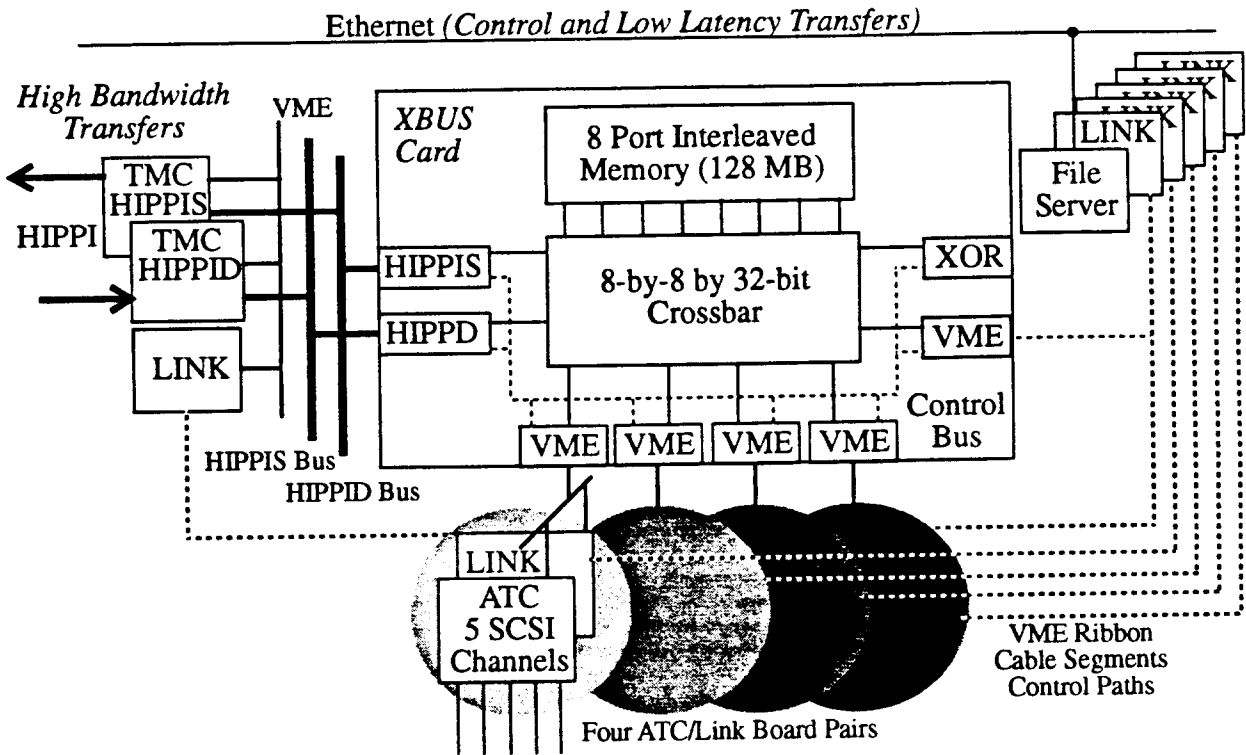 Ethernet (Control and Low Latency Transfers)
High Bandwidth
Transfers
VME
XBUS
Card
8 Port Interleaved
Memory (128 MB)
LINK
LINK
LINK
LINK
LINK
File
Server
TMC
HIPPIS
HIPPI
TMC
HIPPID
LINK
HIPPIS
HIPPD
8-by-8 by 32-bit
Crossbar
XOR
VME
Control
Bus
VME
VME
VME
VME
HIPPIS Bus
HIPPID Bus
LINK
ATC
5 SCSI
Channels
VME Ribbon
Cable Segments
Control Paths
Four ATC/Link Board Pairs